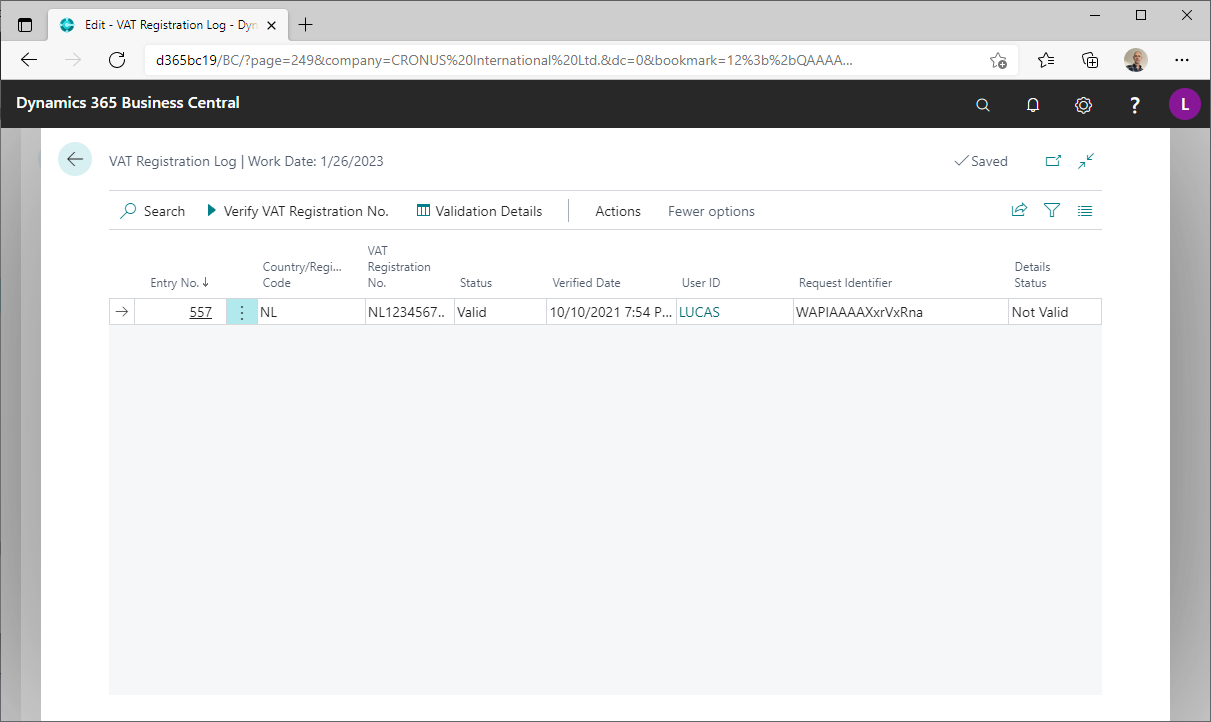 Edit - VAT Registration Log - Dyn
d365bc19/BC/?page=249&company=CRONUS%20International%20Ltd.&dc=0&bookmark=12%3b%2bQAAAA...
Dynamics 365 Business Central
? L
VAT Registration Log | Work Date: 1/26/2023
Saved
Search Verify VAT Registration No. Validation Details Actions Fewer options
Entry No. ↓
Country/Regi...
Code
VAT
Registration
No.
Status
Verified Date
User ID
Request Identifier
Details
Status
557 NL NL1234567.. Valid 10/10/2021 7:54 P... LUCAS WAPIAAAAXxrVxRna Not Valid